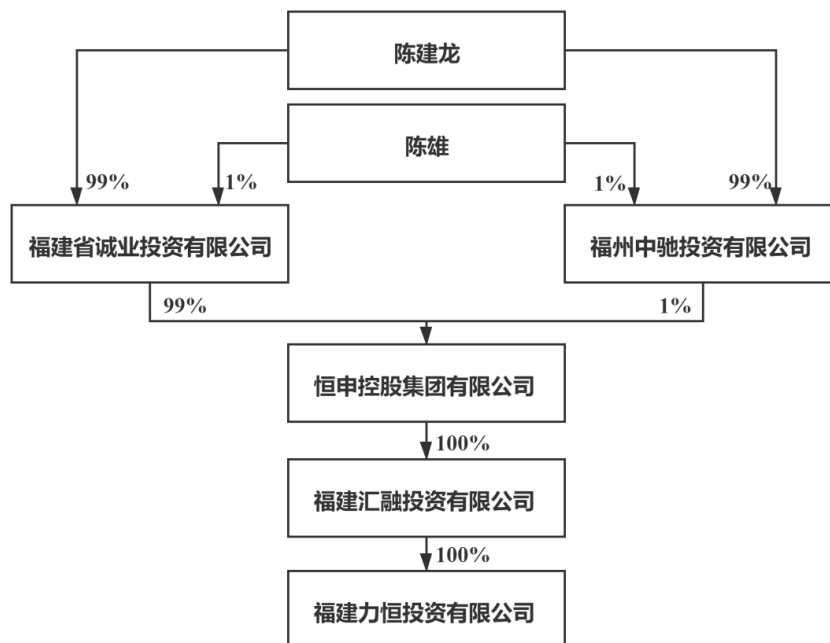 陈建龙
陈雄
99%
1%
1%
99%
福建省诚业投资有限公司
福州中驰投资有限公司
99%
1%
恒申控股集团有限公司
100%
福建汇融投资有限公司
100%
福建力恒投资有限公司